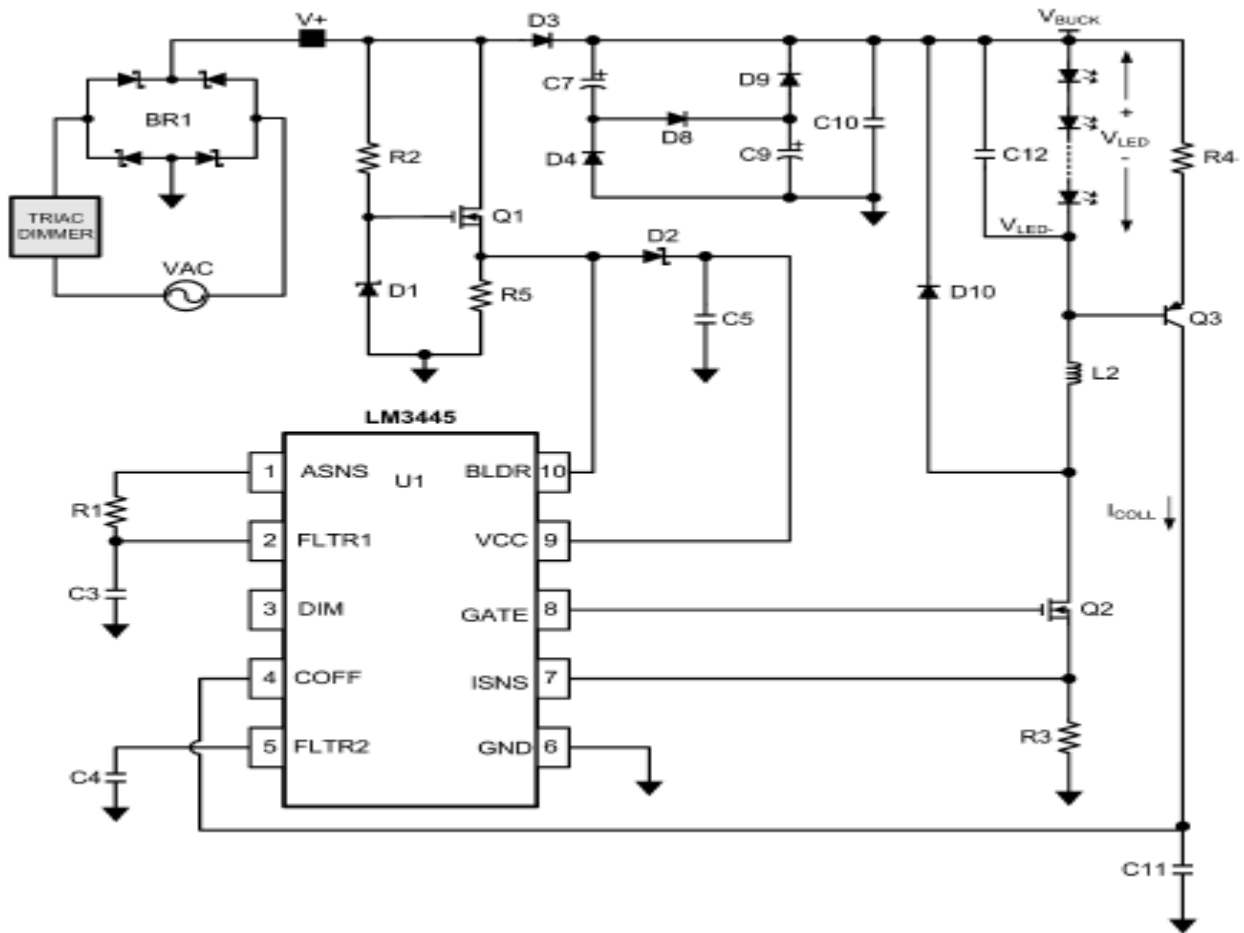 V+
D3
VBUCK
BR1
C7
D9
D8
C10
D4
C9
R2
Q1
C12
+
VLED
-
R4
TRIAC
DIMMER
VLED-
D2
VAC
D1
R5
C5
D10
Q3
L2
LM3445
U1
1 ASNS
BLDR 10
R1
2 FLTR1
VCC 9
ICOLL
C3
3 DIM
GATE 8
Q2
4 COFF
ISNS 7
5 FLTR2
GND 6
R3
C4
C11